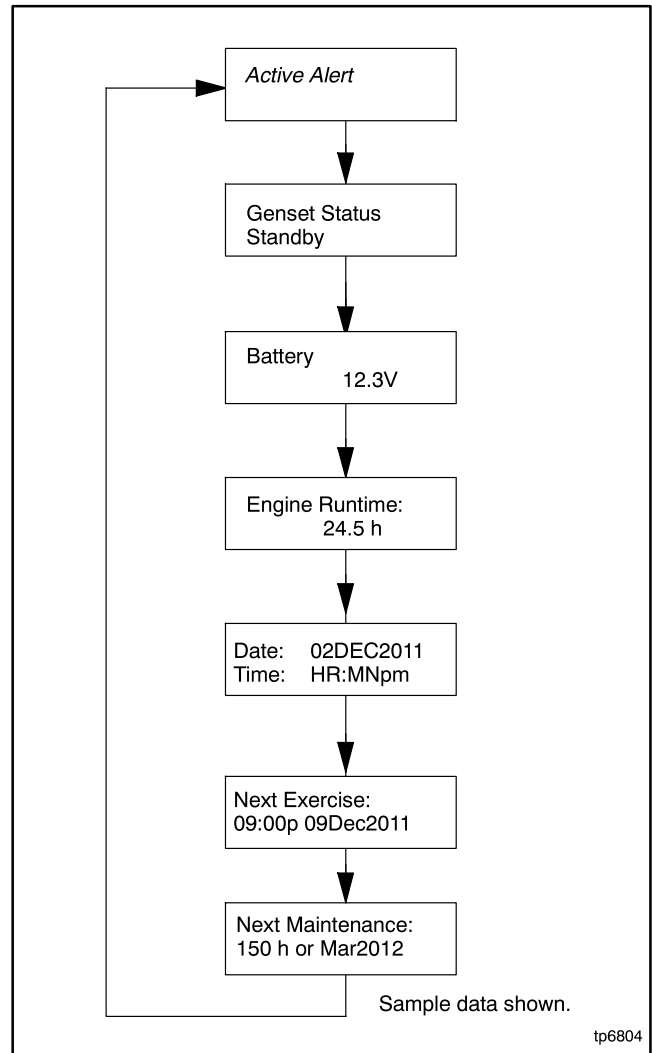 Active Alert
Genset Status
Standby
Battery
12.3V
Engine Runtime:
24.5 h
Date: 02DEC2011
Time: HR:MNpm
Next Exercise:
09:00p 09Dec2011
Next Maintenance:
150 h or Mar2012
Sample data shown.
tp6804